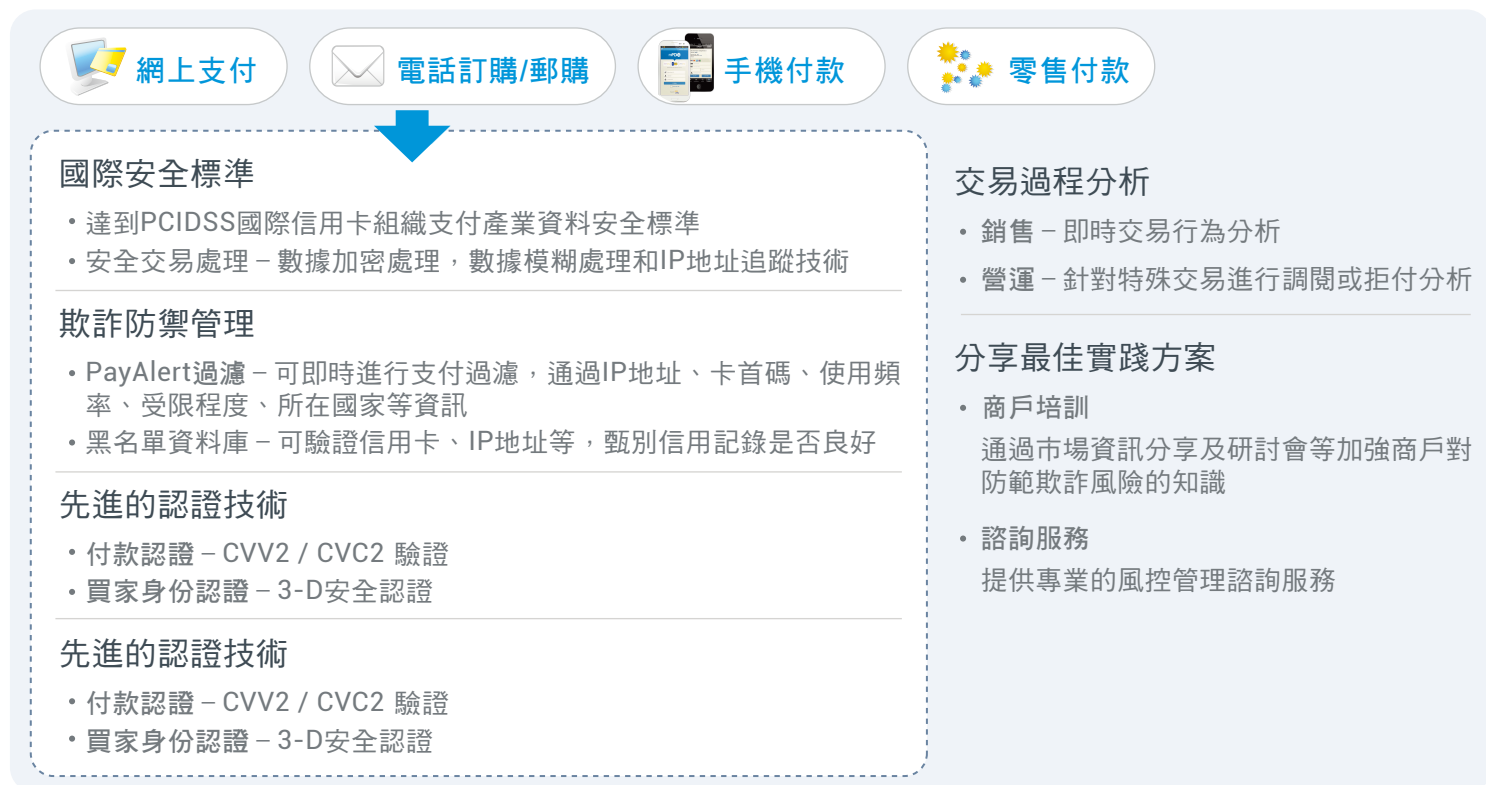 網上支付
電話訂購/郵購
手機付款
零售付款
國際安全標準
•達到PCIDSS國際信用卡組織支付產業資料安全標準
•安全交易處理 – 數據加密處理，數據模糊處理和IP地址追蹤技術
欺詐防禦管理
•PayAlert過濾 – 可即時進行支付過濾，通過IP地址、卡首碼、使用頻
率、受限程度、所在國家等資訊
•黑名單資料庫 – 可驗證信用卡、IP地址等，甄別信用記錄是否良好
先進的認證技術
•付款認證 – CVV2 / CVC2 驗證
•買家身份認證 – 3-D安全認證
先進的認證技術
•付款認證 – CVV2 / CVC2 驗證
•買家身份認證 – 3-D安全認證
交易過程分析
• 銷售 – 即時交易行為分析
• 營運 – 針對特殊交易進行調閱或拒付分析
分享最佳實踐方案
• 商戶培訓
通過市場資訊分享及研討會等加強商戶對
防範欺詐風險的知識
• 諮詢服務
提供專業的風控管理諮詢服務